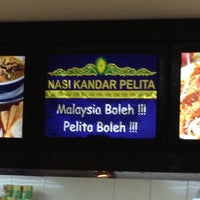 NASI KANDAR PELITA
Malaysia Boleh !!!
Pelita Boleh !!!